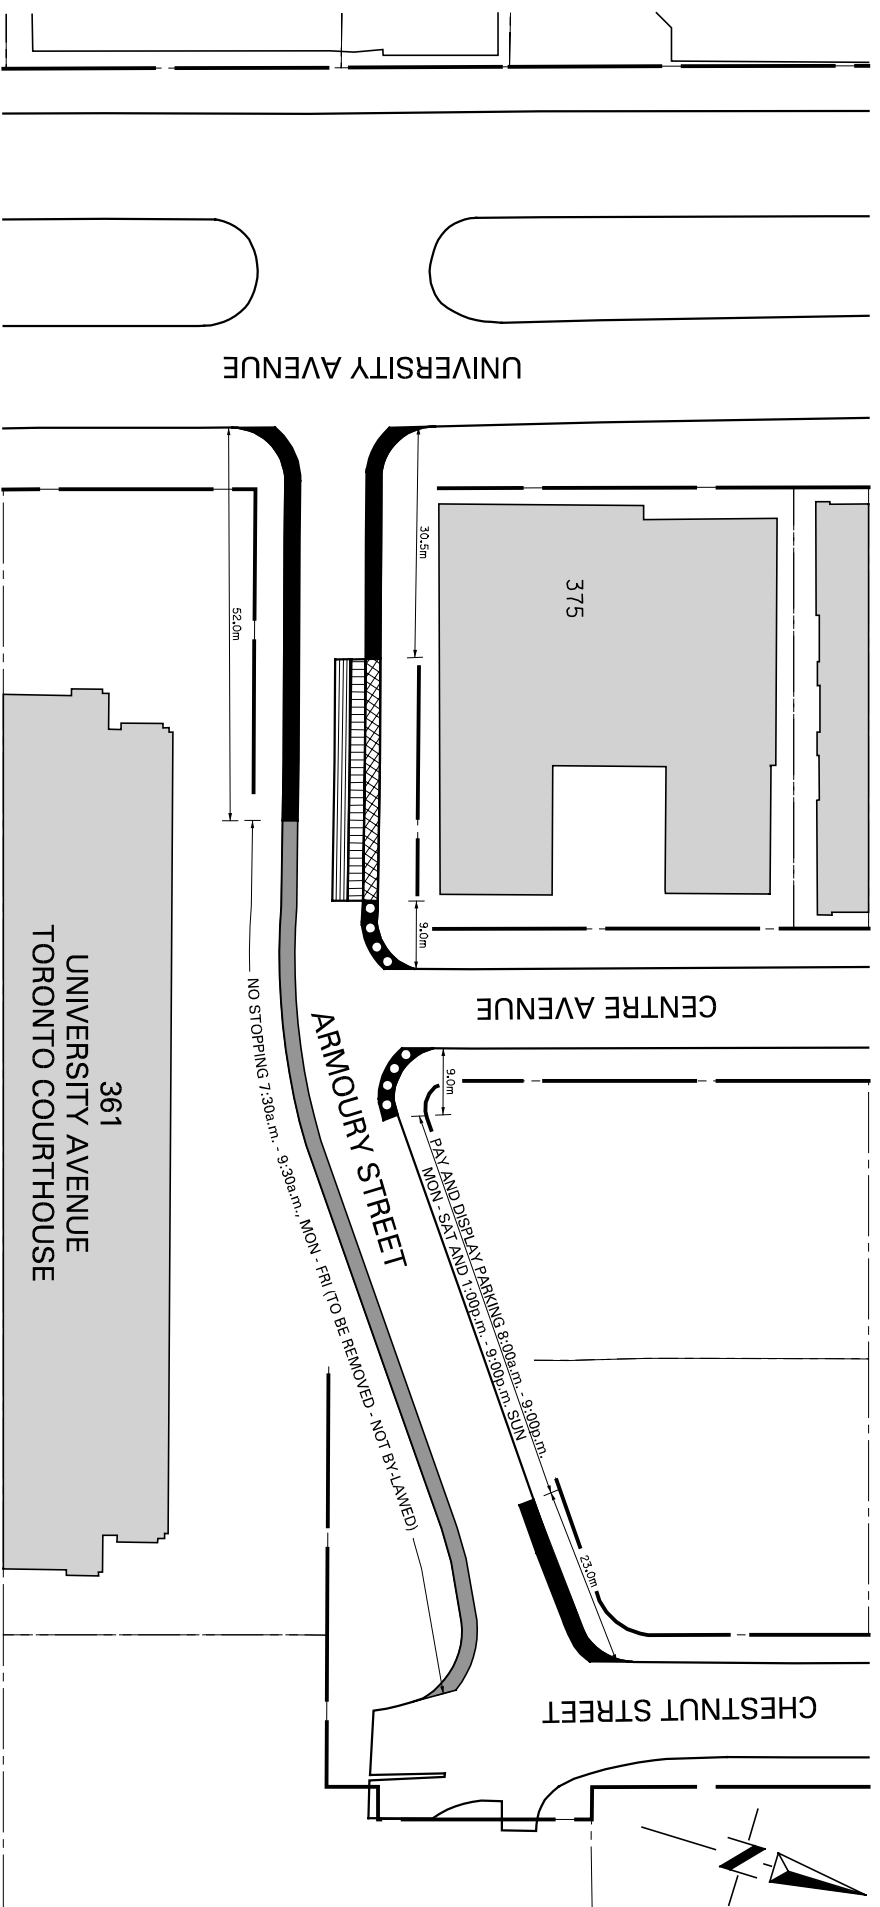 UNIVERSITY AVENUE
30.5m
375
52.0m
9.0m
CENTRE AVENUE
ARMOURY STREET
361
UNIVERSITY AVENUE
TORONTO COURTHOUSE
NO STOPPING 7:30a.m. - 9:30a.m., MON - FRI (TO BE REMOVED - NOT BY-LAWED)
9.0m
PAY AND DISPLAY PARKING 8:00a.m. - 9:00p.m.
MON - SAT AND 1:00p.m. - 9:00p.m. SUN
23.0m
CHESTNUT STREET
N